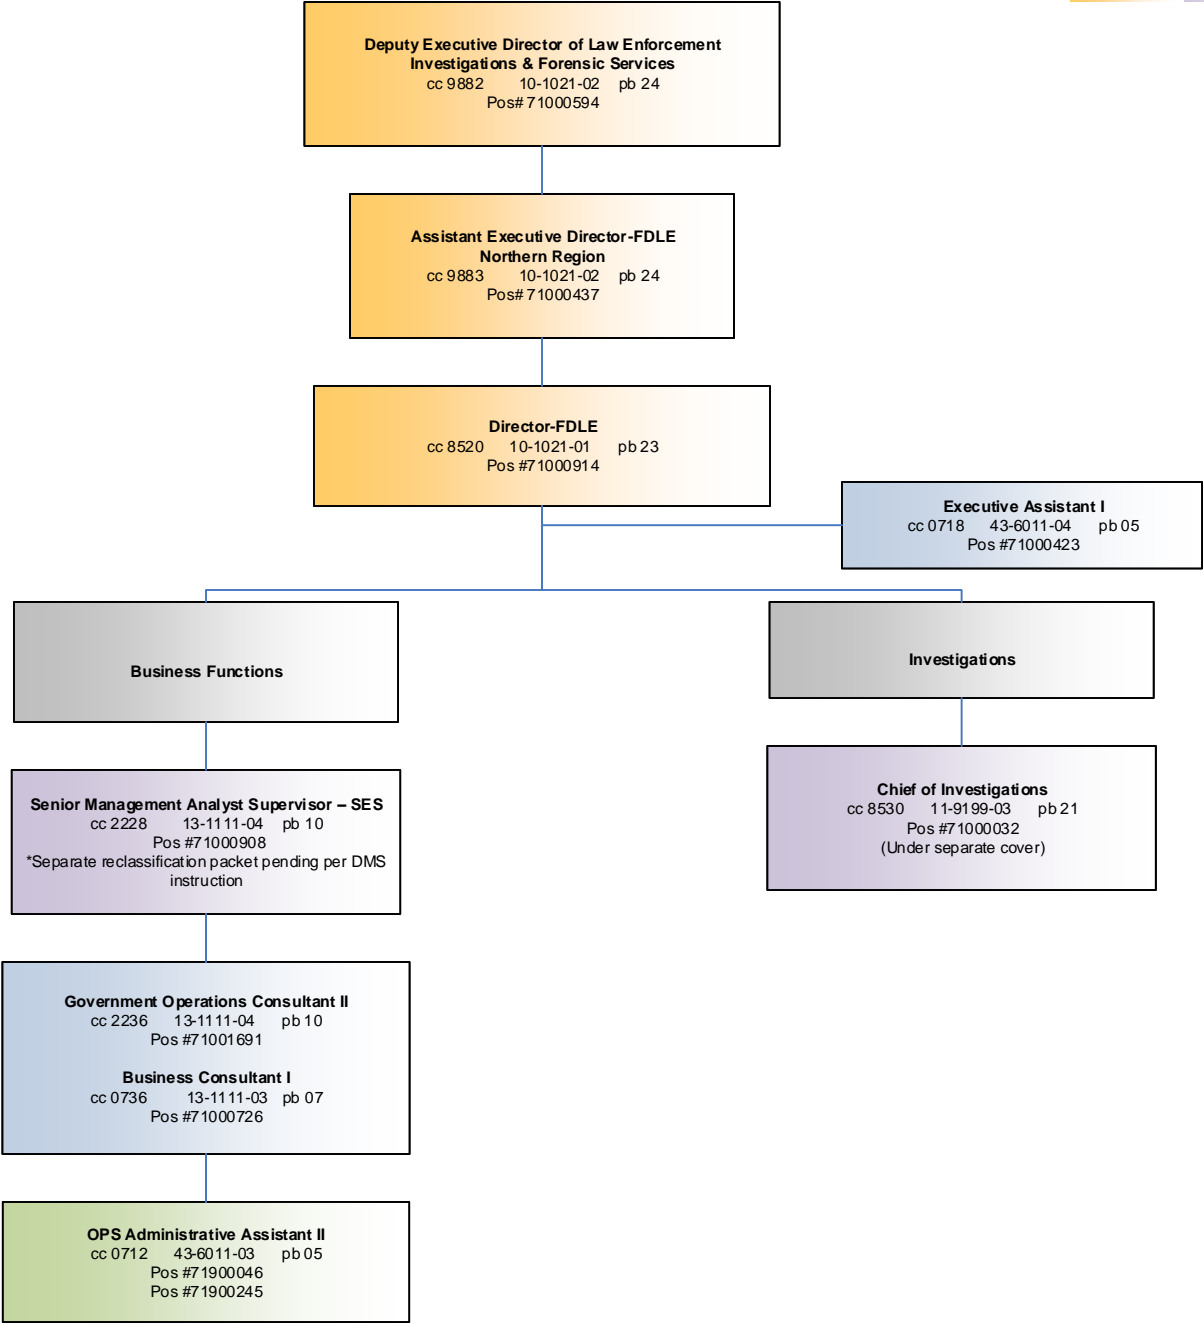 Deputy Executive Director of Law Enforcement
Investigations & Forensic Services
cc 9882 10-1021-02 pb 24
Pos# 71000594
Assistant Executive Director-FDLE
Northern Region
cc 9883 10-1021-02 pb 24
Pos# 71000437
Director-FDLE
cc 8520 10-1021-01 pb 23
Pos #71000914
Executive Assistant I
cc 0718 43-6011-04 pb 05
Pos #71000423
Business Functions
Investigations
Senior Management Analyst Supervisor – SES
cc 2228 13-1111-04 pb 10
Pos #71000908
*Separate reclassification packet pending per DMS
instruction
Chief of Investigations
cc 8530 11-9199-03 pb 21
Pos #71000032
(Under separate cover)
Government Operations Consultant II
cc 2236 13-1111-04 pb 10
Pos #71001691
Business Consultant I
cc 0736 13-1111-03 pb 07
Pos #71000726
OPS Administrative Assistant II
cc 0712 43-6011-03 pb 05
Pos #71900046
Pos #71900245